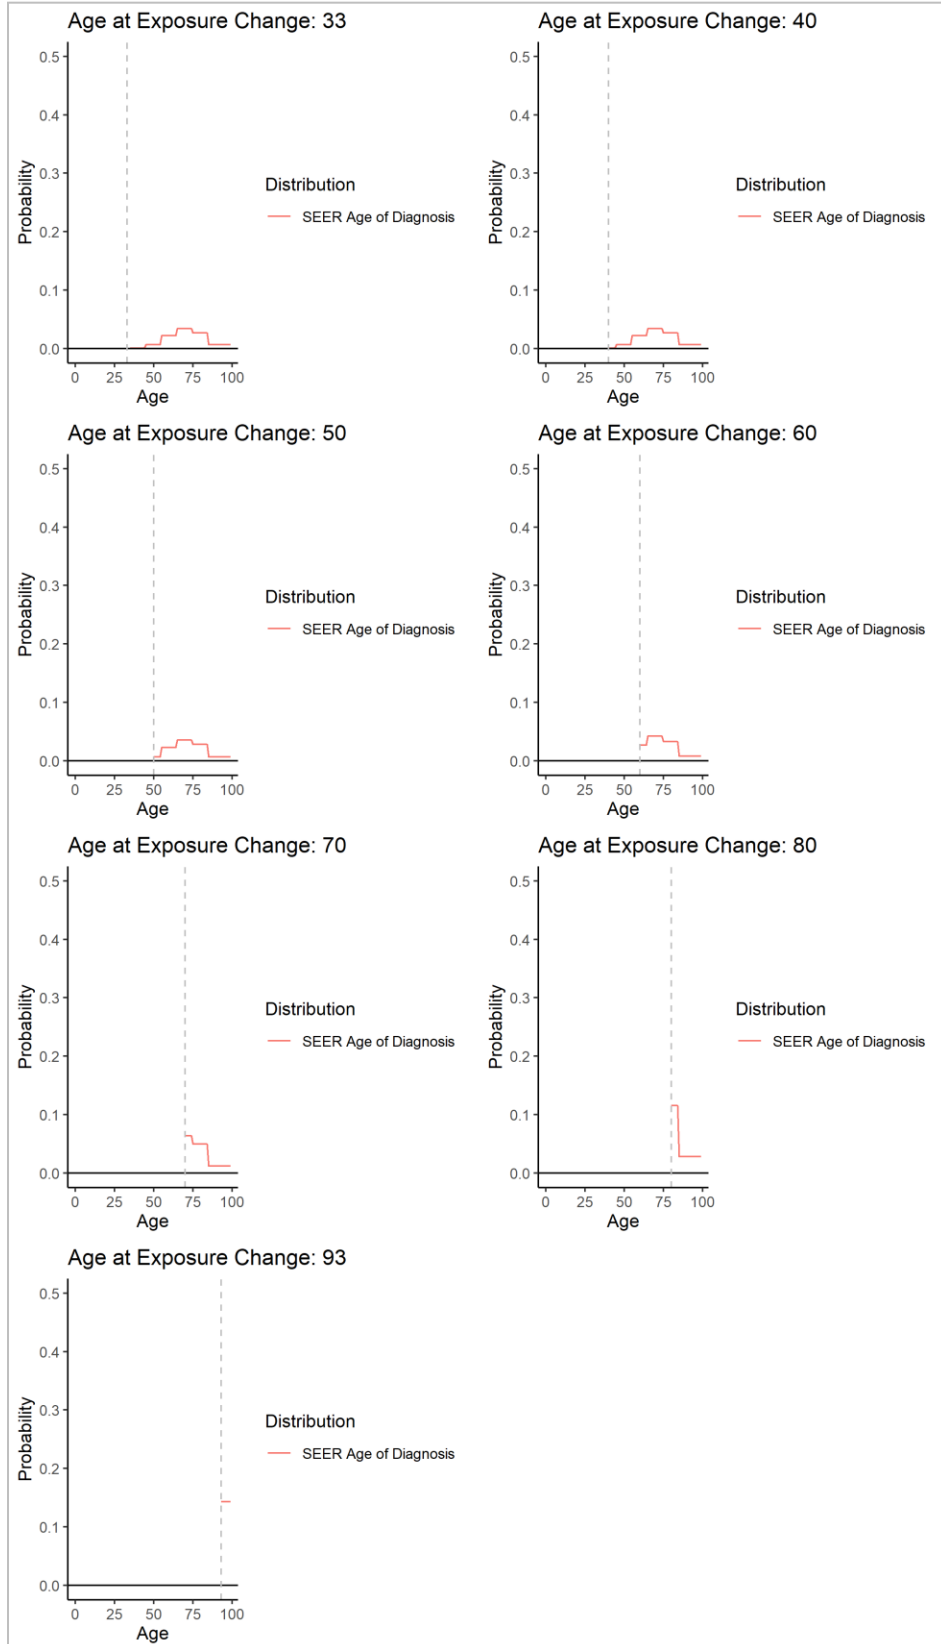 Age at Exposure Change: 33
0.5
0.4
0.3
0.2
0.1
0.0
Probability
0 25 50 75 100
Age
Distribution
SEER Age of Diagnosis
Age at Exposure Change: 40
0.5
0.4
0.3
0.2
0.1
0.0
Probability
0 25 50 75 100
Age
Distribution
SEER Age of Diagnosis
Age at Exposure Change: 50
0.5
0.4
0.3
0.2
0.1
0.0
Probability
0 25 50 75 100
Age
Distribution
SEER Age of Diagnosis
Age at Exposure Change: 60
0.5
0.4
0.3
0.2
0.1
0.0
Probability
0 25 50 75 100
Age
Distribution
SEER Age of Diagnosis
Age at Exposure Change: 70
0.5
0.4
0.3
0.2
0.1
0.0
Probability
0 25 50 75 100
Age
Distribution
SEER Age of Diagnosis
Age at Exposure Change: 80
0.5
0.4
0.3
0.2
0.1
0.0
Probability
0 25 50 75 100
Age
Distribution
SEER Age of Diagnosis
Age at Exposure Change: 93
0.5
0.4
0.3
0.2
0.1
0.0
Probability
0 25 50 75 100
Age
Distribution
SEER Age of Diagnosis